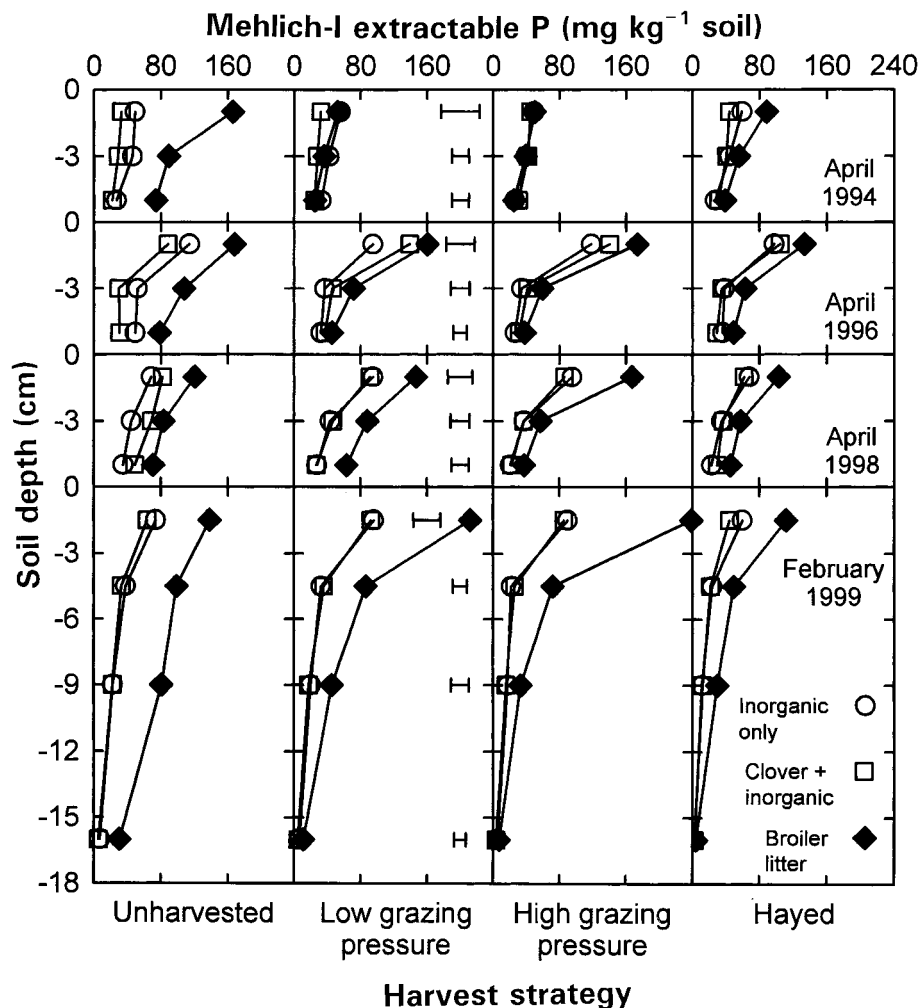 Mehlich-I extractable P (mg kg⁻¹ soil)
0 80 160 0 80 160 0 80 160 0 80 160 240
0
-3
0
-3
0
-3
0
-3
-6
-9
-12
-15
-18
Soil depth (cm)
April
1994
April
1996
April
1998
February
1999
Inorganic
only
Clover +
inorganic
Broiler
litter
Unharvested
Low grazing
pressure
High grazing
pressure
Hayed
Harvest strategy